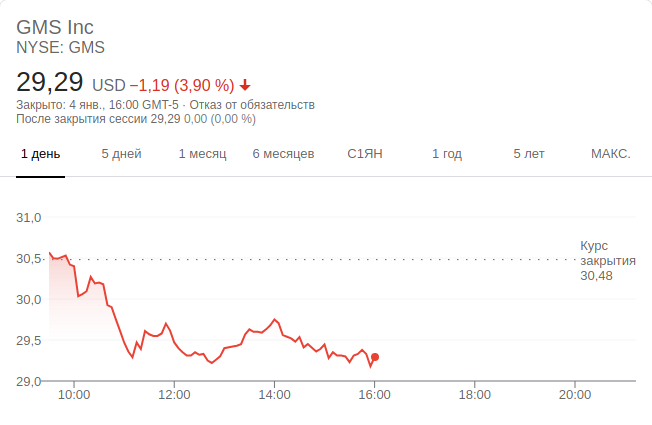 GMS Inc
NYSE: GMS
29,29 USD −1,19 (3,90 %)
Закрыто: 4 янв., 16:00 GMT-5 · Отказ от обязательств
После закрытия сессии 29,29 0,00 (0,00 %)
1 день 5 дней 1 месяц 6 месяцев С1ЯН 1 год 5 лет МАКС.
31,0
Курс
30,5 закрытия
30,48
30,0
29,5
29,0
10:00 12:00 14:00 16:00 18:00 20:00